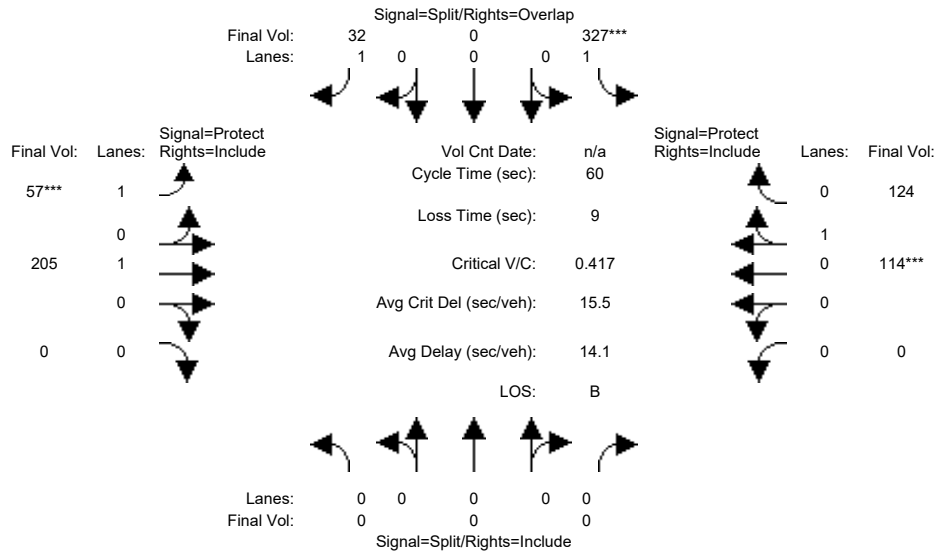 Signal=Split/Rights=Overlap
Final Vol: 32 0 327***
Lanes: 1 0 0 0 1
Signal=Protect
Final Vol: Lanes: Rights=Include
Vol Cnt Date: n/a
Signal=Protect
Rights=Include Lanes: Final Vol:
Cycle Time (sec): 60
57*** 1
0 124
Loss Time (sec): 9
0
1
205 1
Critical V/C: 0.417
0 114***
0
Avg Crit Del (sec/veh): 15.5
0
0 0
Avg Delay (sec/veh): 14.1
0 0
LOS: B
Lanes: 0 0 0 0 0
Final Vol: 0 0 0
Signal=Split/Rights=Include